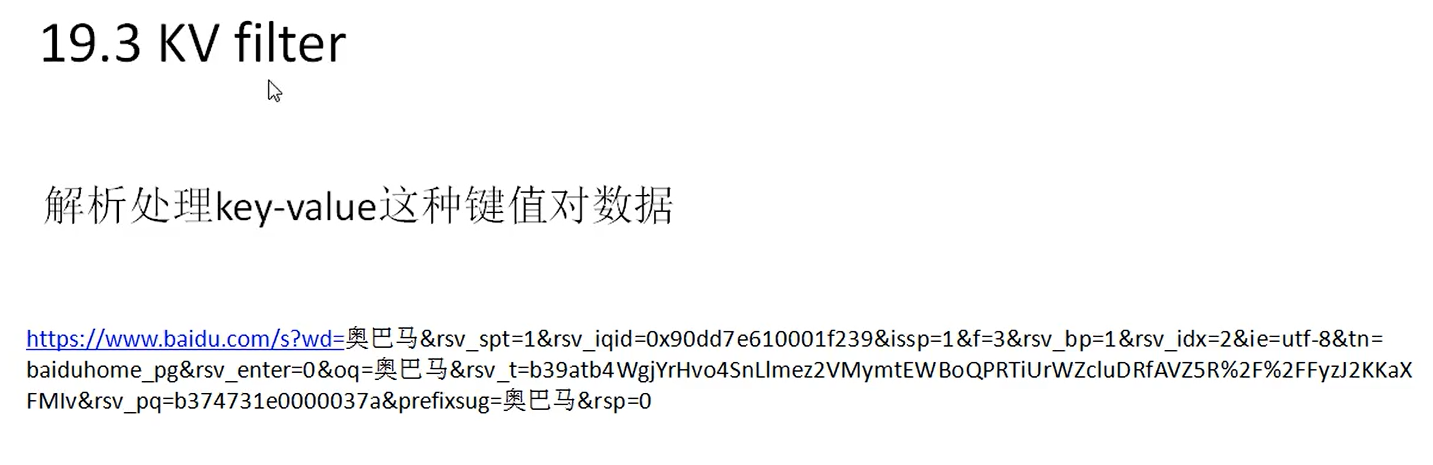 19.3 KV filter
解析处理key-value这种键值对数据
https://www.baidu.com/s?wd=奥巴马&rsv_spt=1&rsv_iqid=0x90dd7e610001f239&issp=1&f=3&rsv_bp=1&rsv_idx=2&ie=utf-8&tn=
baiduhome_pg&rsv_enter=0&oq=奥巴马&rsv_t=b39atb4WgjYrHvo4SnLlmez2VMymtEWBoQPRTiUrWZcluDRfAVZ5R%2F%2FFyzJ2KKaX
FMIv&rsv_pq=b374731e0000037a&prefixsug=奥巴马&rsp=0